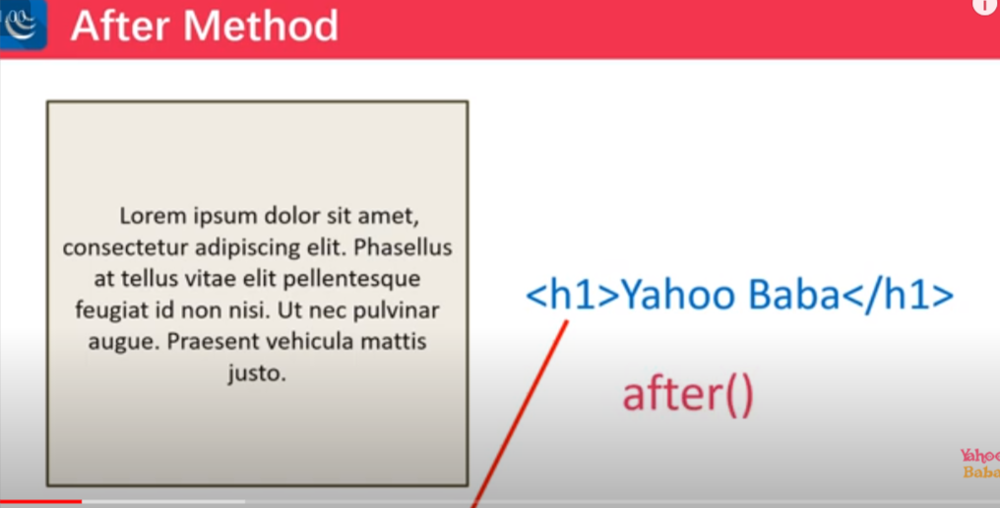 After Method
Lorem ipsum dolor sit amet,
consectetur adipiscing elit. Phasellus
at tellus vitae elit pellentesque
feugiat id non nisi. Ut nec pulvinar
augue. Praesent vehicula mattis
justo.
<h1>Yahoo Baba</h1>
after()
Yahoo
Baba